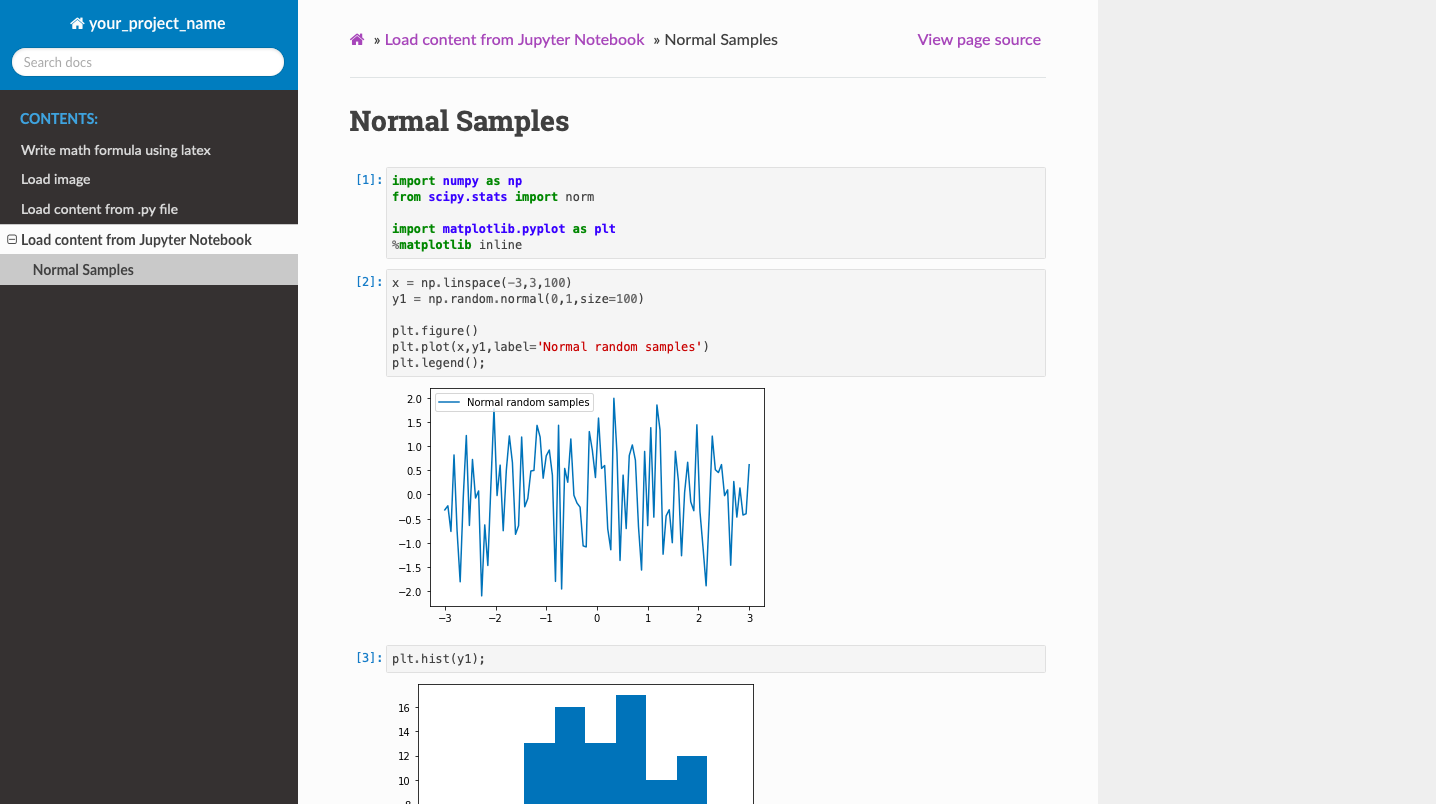 your_project_name
Search docs
CONTENTS:
Write math formula using latex
Load image
Load content from .py file
Load content from Jupyter Notebook
Normal Samples
» Load content from Jupyter Notebook » Normal Samples
View page source
Normal Samples
[1]:
import numpy as np
from scipy.stats import norm
import matplotlib.pyplot as plt
%matplotlib inline
[2]:
x = np.linspace(-3,3,100)
y1 = np.random.normal(0,1,size=100)
plt.figure()
plt.plot(x,y1,label='Normal random samples')
plt.legend();
Normal random samples
2.0
1.5
1.0
0.5
0.0
−0.5
−1.0
−1.5
−2.0
−3 −2 −1 0 1 2 3
[3]:
plt.hist(y1);
16
14
12
10
8